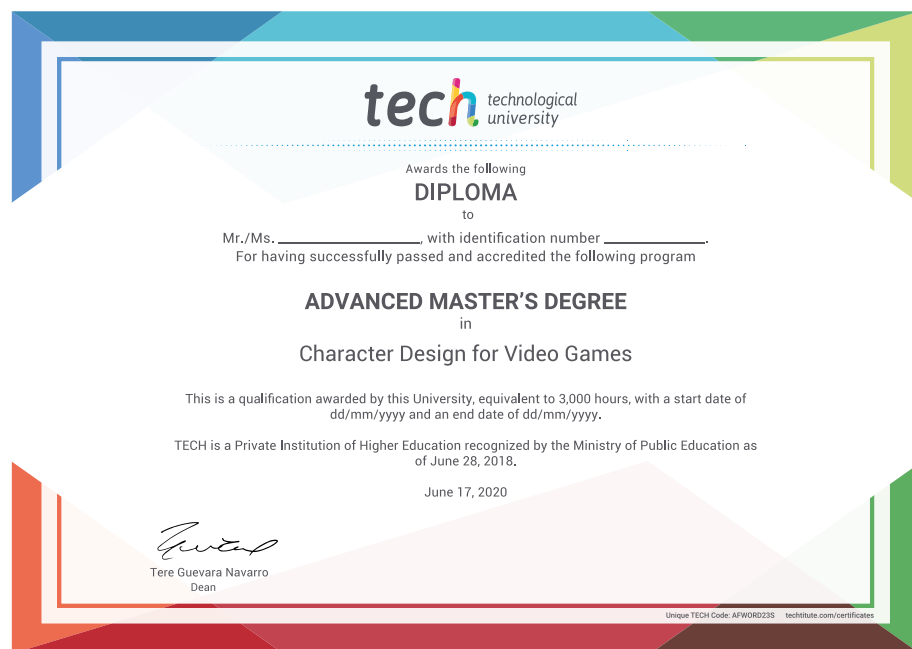 tech technological
university
Awards the following
DIPLOMA
to
Mr./Ms. ____________________, with identification number ______________.
For having successfully passed and accredited the following program
ADVANCED MASTER'S DEGREE
in
Character Design for Video Games
This is a qualification awarded by this University, equivalent to 3,000 hours, with a start date of
dd/mm/yyyy and an end date of dd/mm/yyyy.
TECH is a Private Institution of Higher Education recognized by the Ministry of Public Education as
of June 28, 2018.
June 17, 2020
Tere Guevara Navarro
Dean
Unique TECH Code: AFWORD23S techtitute.com/certificates